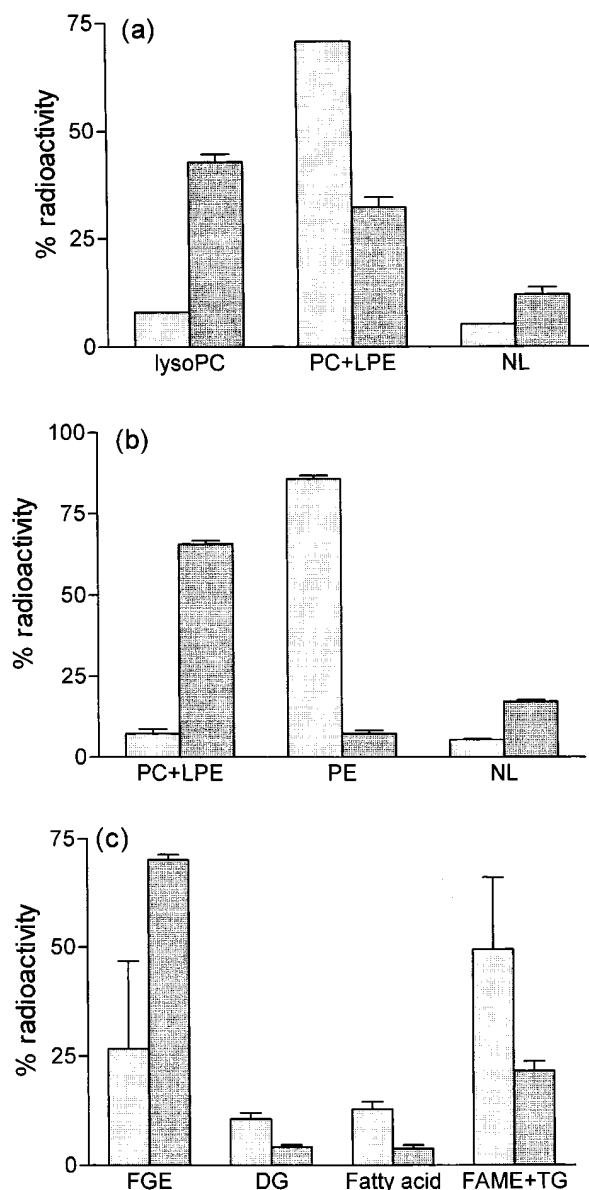 (a)
% radioactivity
75
50
25
0
lysoPC PC+LPE NL
(b)
% radioactivity
100
75
50
25
0
PC+LPE PE NL
(c)
% radioactivity
75
50
25
0
FGE DG Fatty acid FAME+TG